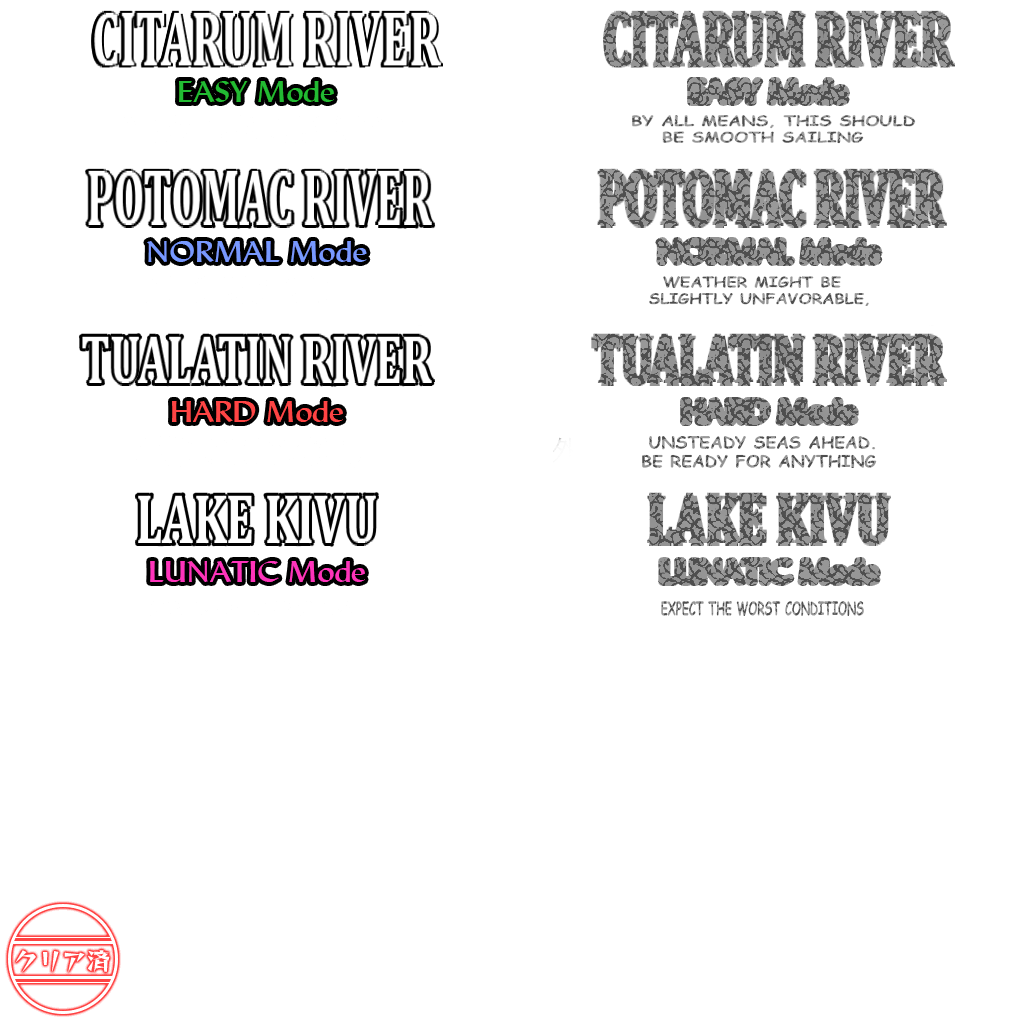 CITARUM RIVER
EASY Mode
CITARUM RIVER
EASY Mode
BY ALL MEANS, THIS SHOULD
BE SMOOTH SAILING
POTOMAC RIVER
NORMAL Mode
POTOMAC RIVER
NORMAL Mode
WEATHER MIGHT BE
SLIGHTLY UNFAVORABLE,
TUALATIN RIVER
HARD Mode
TUALATIN RIVER
HARD Mode
UNSTEADY SEAS AHEAD.
BE READY FOR ANYTHING
LAKE KIVU
LUNATIC Mode
LAKE KIVU
LUNATIC Mode
EXPECT THE WORST CONDITIONS
クリア済